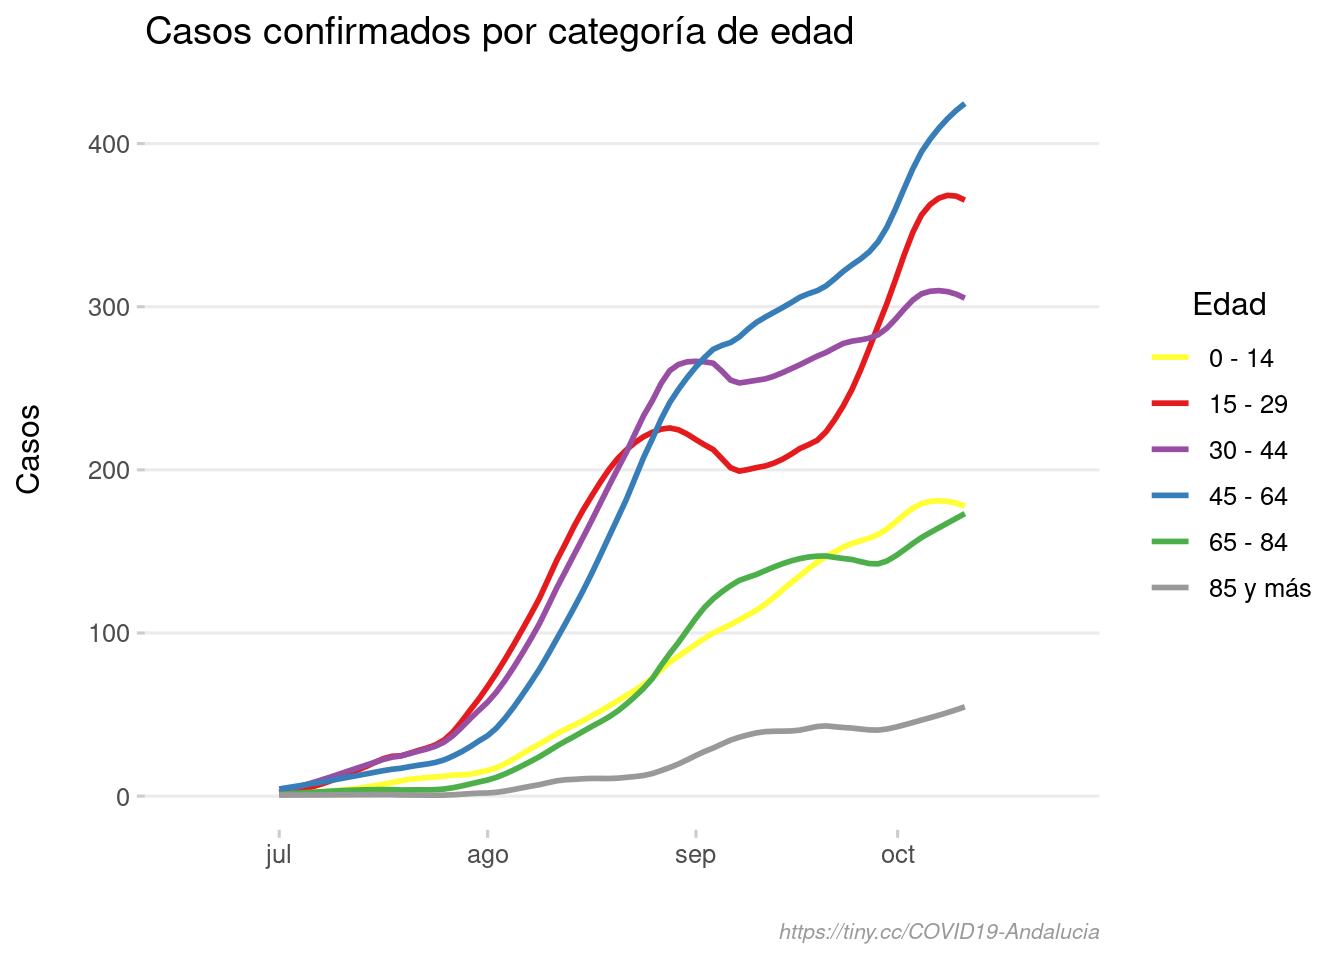 Casos confirmados por categoría de edad
Casos
400
300
200
100
0
jul
ago
sep
oct
Edad
0 - 14
15 - 29
30 - 44
45 - 64
65 - 84
85 y más
https://tiny.cc/COVID19-Andalucia